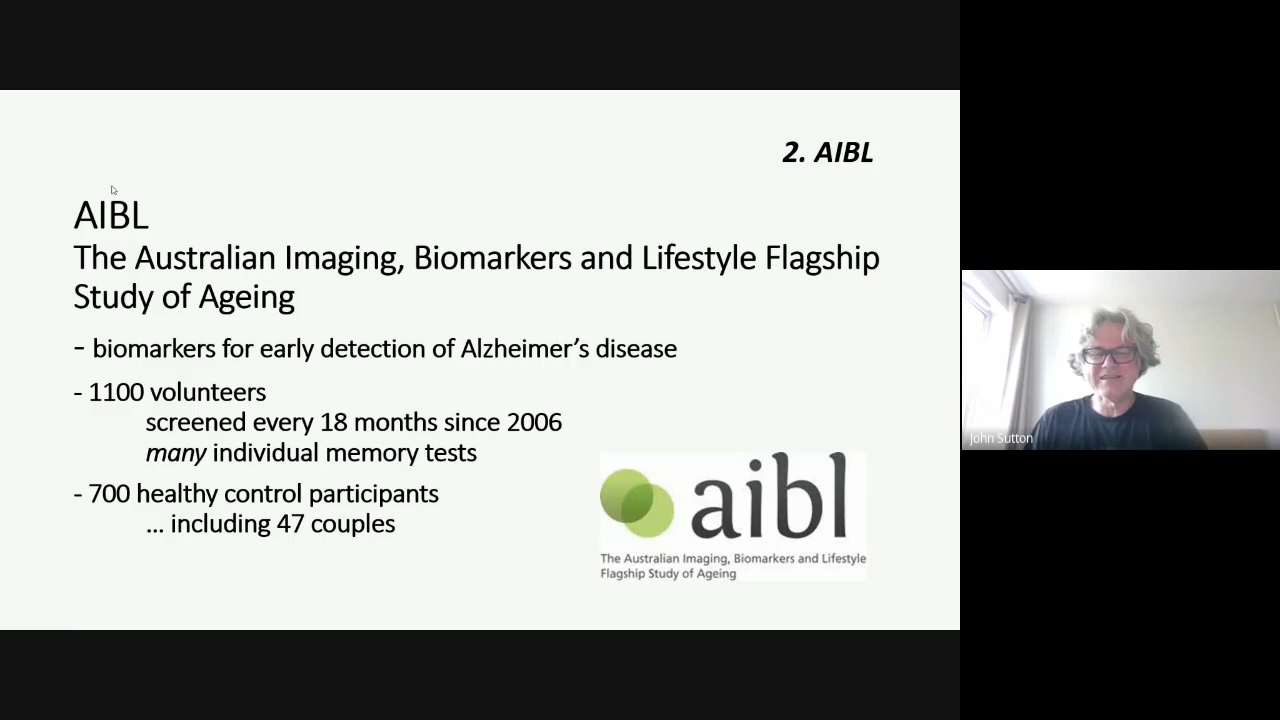 2. AIBL
AIBL
The Australian Imaging, Biomarkers and Lifestyle Flagship
Study of Ageing
- biomarkers for early detection of Alzheimer’s disease
- 1100 volunteers
screened every 18 months since 2006
many individual memory tests
- 700 healthy control participants
... including 47 couples
aibl
The Australian Imaging, Biomarkers and Lifestyle
Flagship Study of Ageing
John Sutton